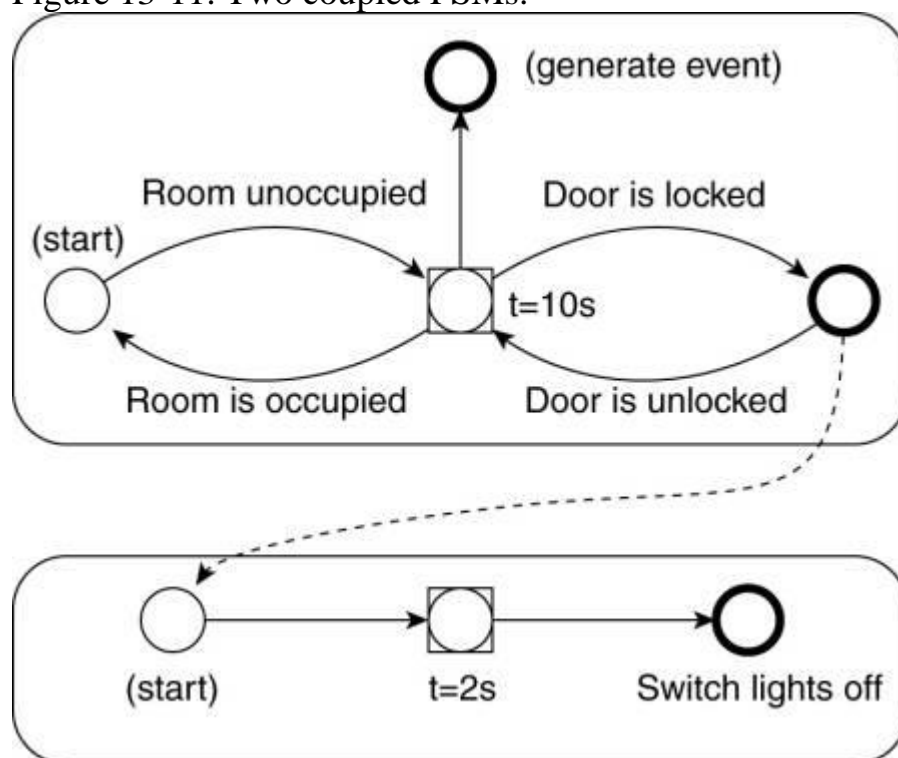 Figure 13-11. Two coupled FSMs.
(generate event)
Room unoccupied
Door is locked
(start)
t=10s
Room is occupied
Door is unlocked
(start)
t=2s
Switch lights off